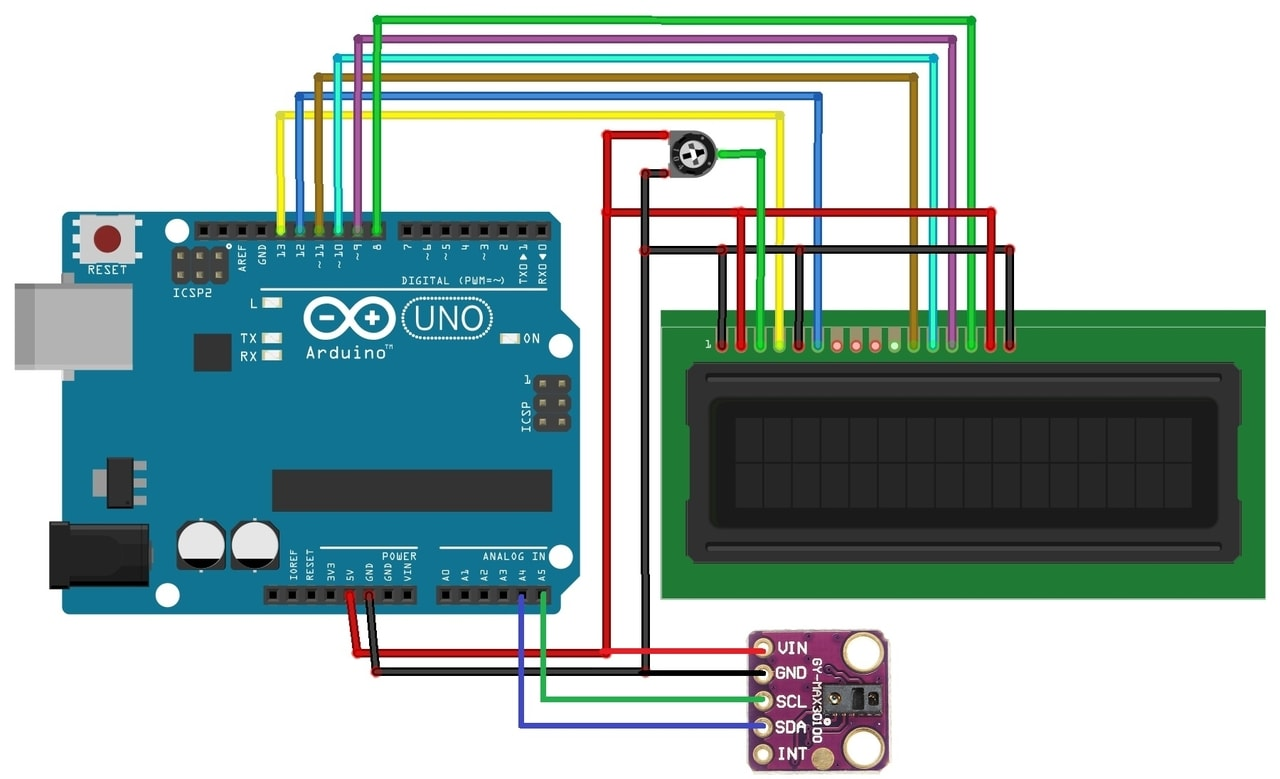 RESET
ICSP2
AREF
GND
13
12
~11
~10
~9
8
7
~6
~5
4
~3
2
TX0▶1
RX0◀0
DIGITAL (PWM=~)
L
TX
RX
UNO
ON
Arduino™
1
ICSP
IOREF
RESET
3V3
5V
GND
GND
VIN
POWER
ANALOG IN
A0
A1
A2
A3
A4
A5
1
VIN
GND
SCL
SDA
INT
GY-MAX30100